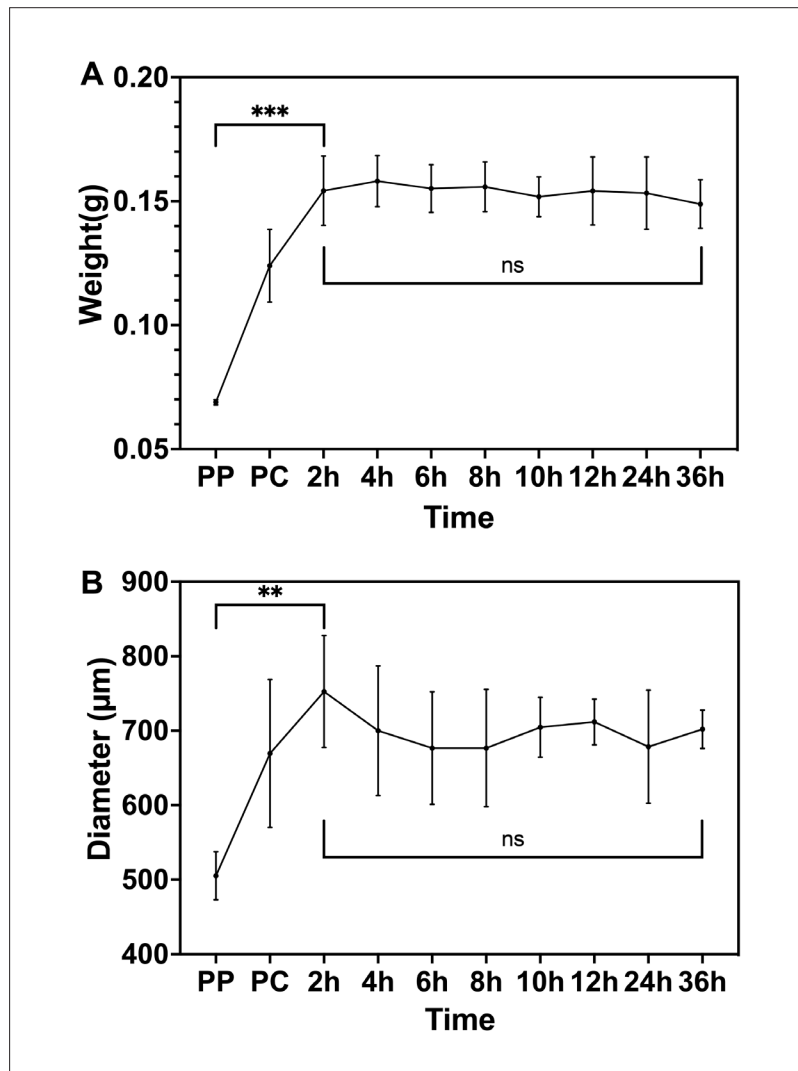 A
0.20
***
0.15
ns
0.10
0.05
Weight(g)
PP PC 2h 4h 6h 8h 10h 12h 24h 36h
Time
B
900
**
800
700
600
ns
500
400
Diameter (µm)
PP PC 2h 4h 6h 8h 10h 12h 24h 36h
Time